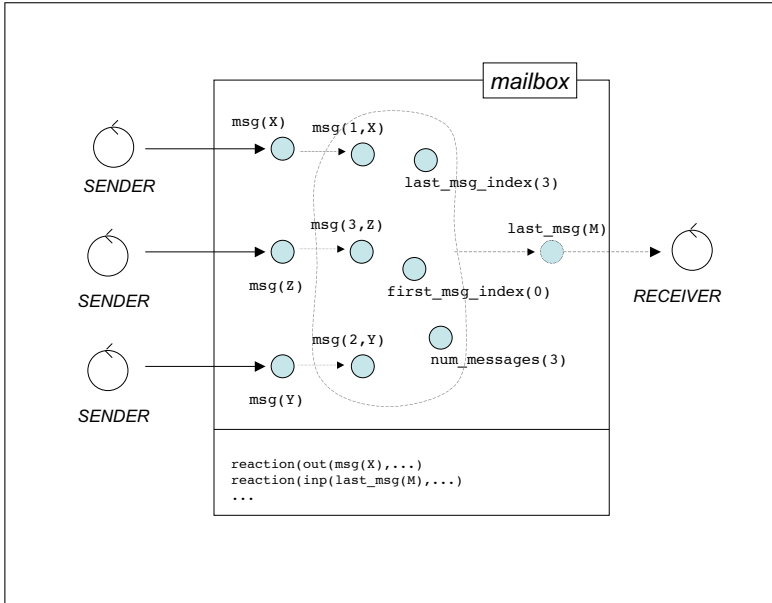 mailbox
msg(X)
msg(1,X)
SENDER
last_msg_index(3)
msg(3,Z)
last_msg(M)
msg(Z)
first_msg_index(0)
SENDER
RECEIVER
msg(2,Y)
num_messages(3)
msg(Y)
SENDER
reaction(out(msg(X),...)
reaction(inp(last_msg(M),...)
...